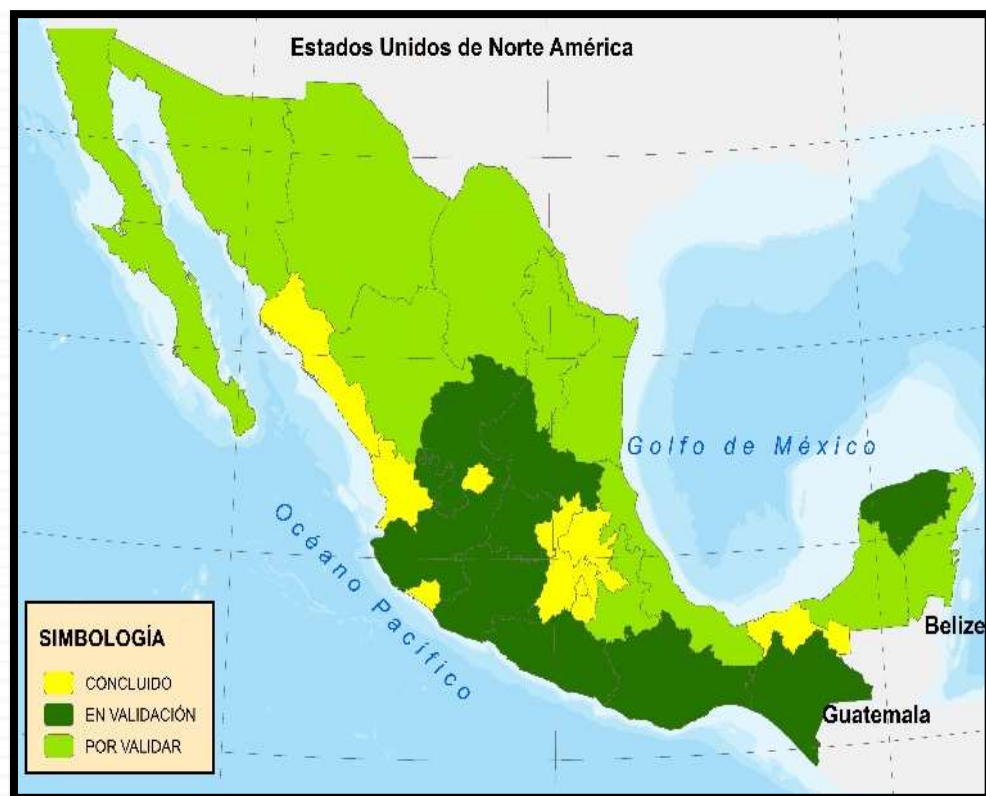 Estados Unidos de Norte América
Golfo de México
Océano Pacífico
Belize
Guatemala
SIMBOLOGÍA
CONCLUIDO
EN VALIDACIÓN
POR VALIDAR